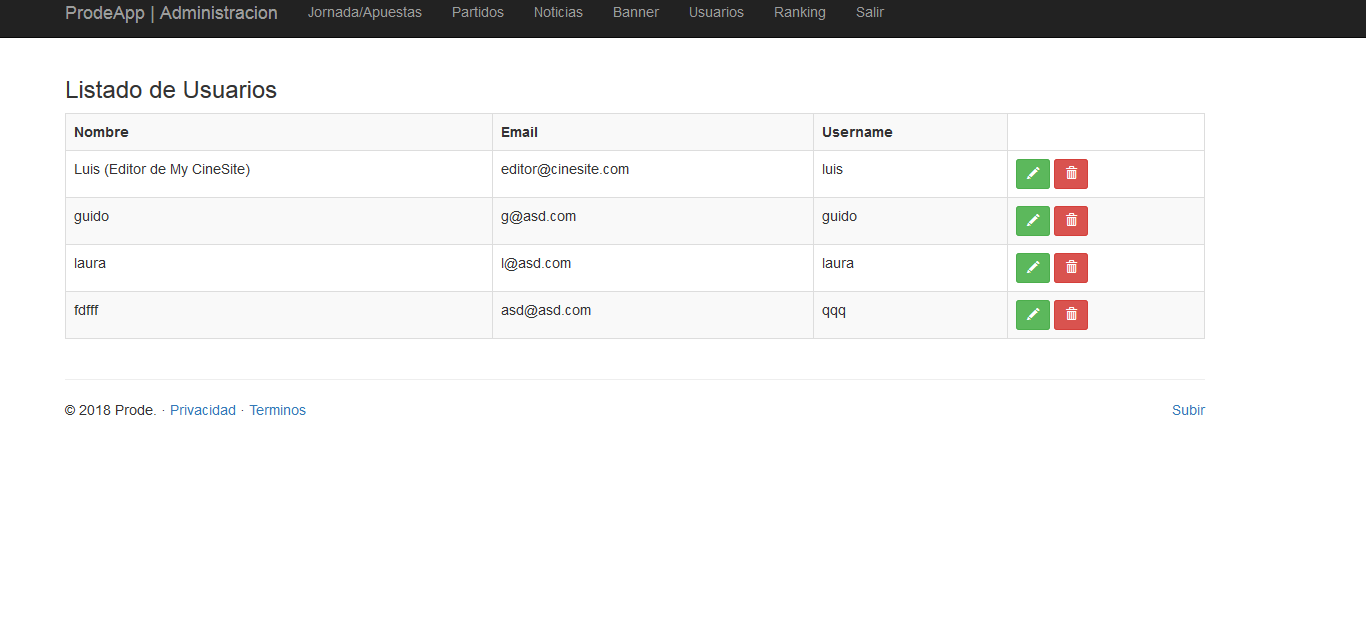 ProdeApp | Administracion Jornada/Apuestas Partidos Noticias Banner Usuarios Ranking Salir
Listado de Usuarios
Nombre Email Username
Luis (Editor de My CineSite) editor@cinesite.com luis
guido g@asd.com guido
laura l@asd.com laura
fdfff asd@asd.com qqq
© 2018 Prode. · Privacidad · Terminos Subir